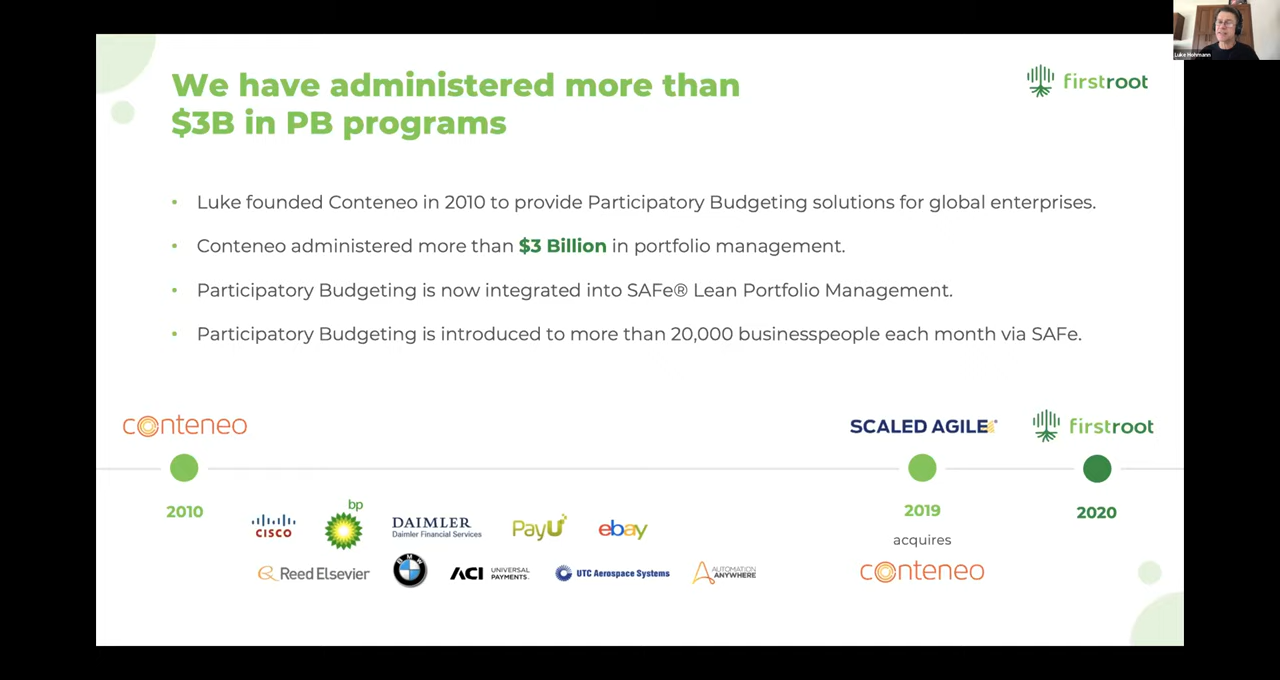 Luke Hohmann
We have administered more than
$3B in PB programs
firstroot
• Luke founded Conteneo in 2010 to provide Participatory Budgeting solutions for global enterprises.
• Conteneo administered more than $3 Billion in portfolio management.
• Participatory Budgeting is now integrated into SAFe® Lean Portfolio Management.
• Participatory Budgeting is introduced to more than 20,000 businesspeople each month via SAFe.
conteneo
SCALED AGILE®
firstroot
2010
2019
2020
acquires
conteneo
CISCO
bp
DAIMLER
Daimler Financial Services
PayU
ebay
Reed Elsevier
BMW
ACI UNIVERSAL
PAYMENTS.
UTC Aerospace Systems
AUTOMATION
ANYWHERE